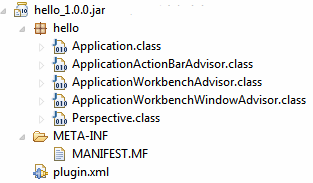 hello_1.0.0.jar
hello
Application.class
ApplicationActionBarAdvisor.class
ApplicationWorkbenchAdvisor.class
ApplicationWorkbenchWindowAdvisor.class
Perspective.class
META-INF
MANIFEST.MF
plugin.xml